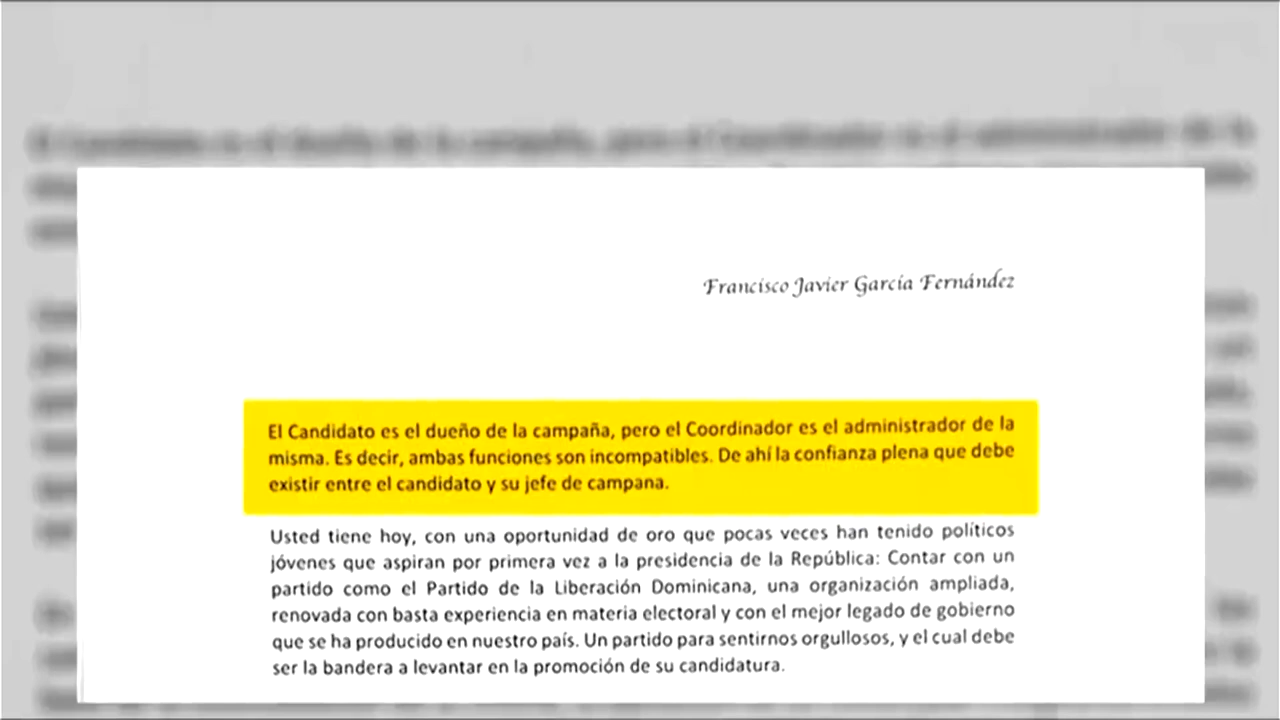 Francisco Javier García Fernández
El Candidato es el dueño de la campaña, pero el Coordinador es el administrador de la
misma. Es decir, ambas funciones son incompatibles. De ahí la confianza plena que debe
existir entre el candidato y su jefe de campana.
Usted tiene hoy, con una oportunidad de oro que pocas veces han tenido políticos
jóvenes que aspiran por primera vez a la presidencia de la República: Contar con un
partido como el Partido de la Liberación Dominicana, una organización ampliada,
renovada con basta experiencia en materia electoral y con el mejor legado de gobierno
que se ha producido en nuestro país. Un partido para sentirnos orgullosos, y el cual debe
ser la bandera a levantar en la promoción de su candidatura.